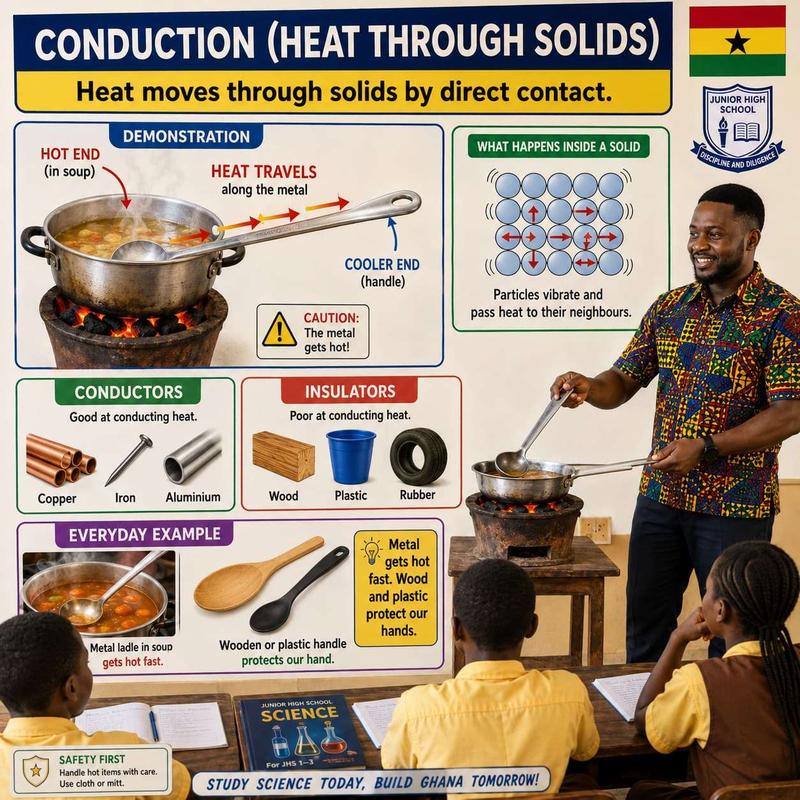 CONDUCTION (HEAT THROUGH SOLIDS)
Heat moves through solids by direct contact.
JUNIOR HIGH
SCHOOL
DISCIPLINE AND DILIGENCE
DEMONSTRATION
HOT END
(in soup)
HEAT TRAVELS
along the metal
COOLER END
(handle)
CAUTION:
The metal
gets hot!
WHAT HAPPENS INSIDE A SOLID
Particles vibrate and
pass heat to their neighbours.
CONDUCTORS
Good at conducting heat.
Copper
Iron
Aluminium
INSULATORS
Poor at conducting heat.
Wood
Plastic
Rubber
EVERYDAY EXAMPLE
Metal ladle in soup
gets hot fast.
Wooden or plastic handle
protects our hand.
Metal
gets hot
fast. Wood
and plastic
protect our
hands.
JUNIOR HIGH SCHOOL
SCIENCE
For JHS 1–3
SAFETY FIRST
Handle hot items with care.
Use cloth or mitt.
STUDY SCIENCE TODAY, BUILD GHANA TOMORROW!